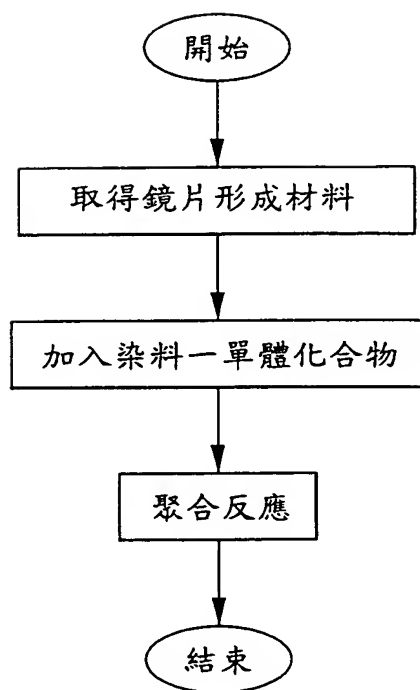 開始
取得鏡片形成材料
加入染料一單體化合物
聚合反應
結束